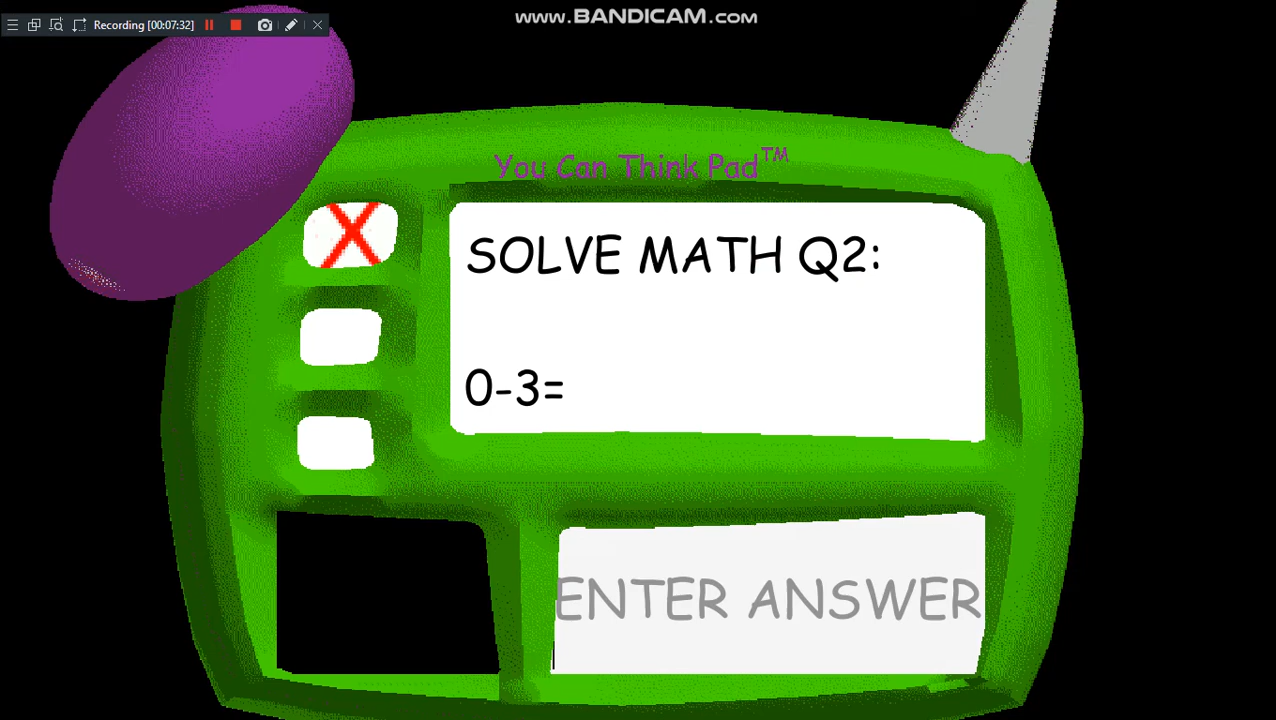 www.BANDICAM.com
Recording [00:07:32]
You Can Think Pad™
SOLVE MATH Q2:
0-3=
ENTER ANSWER